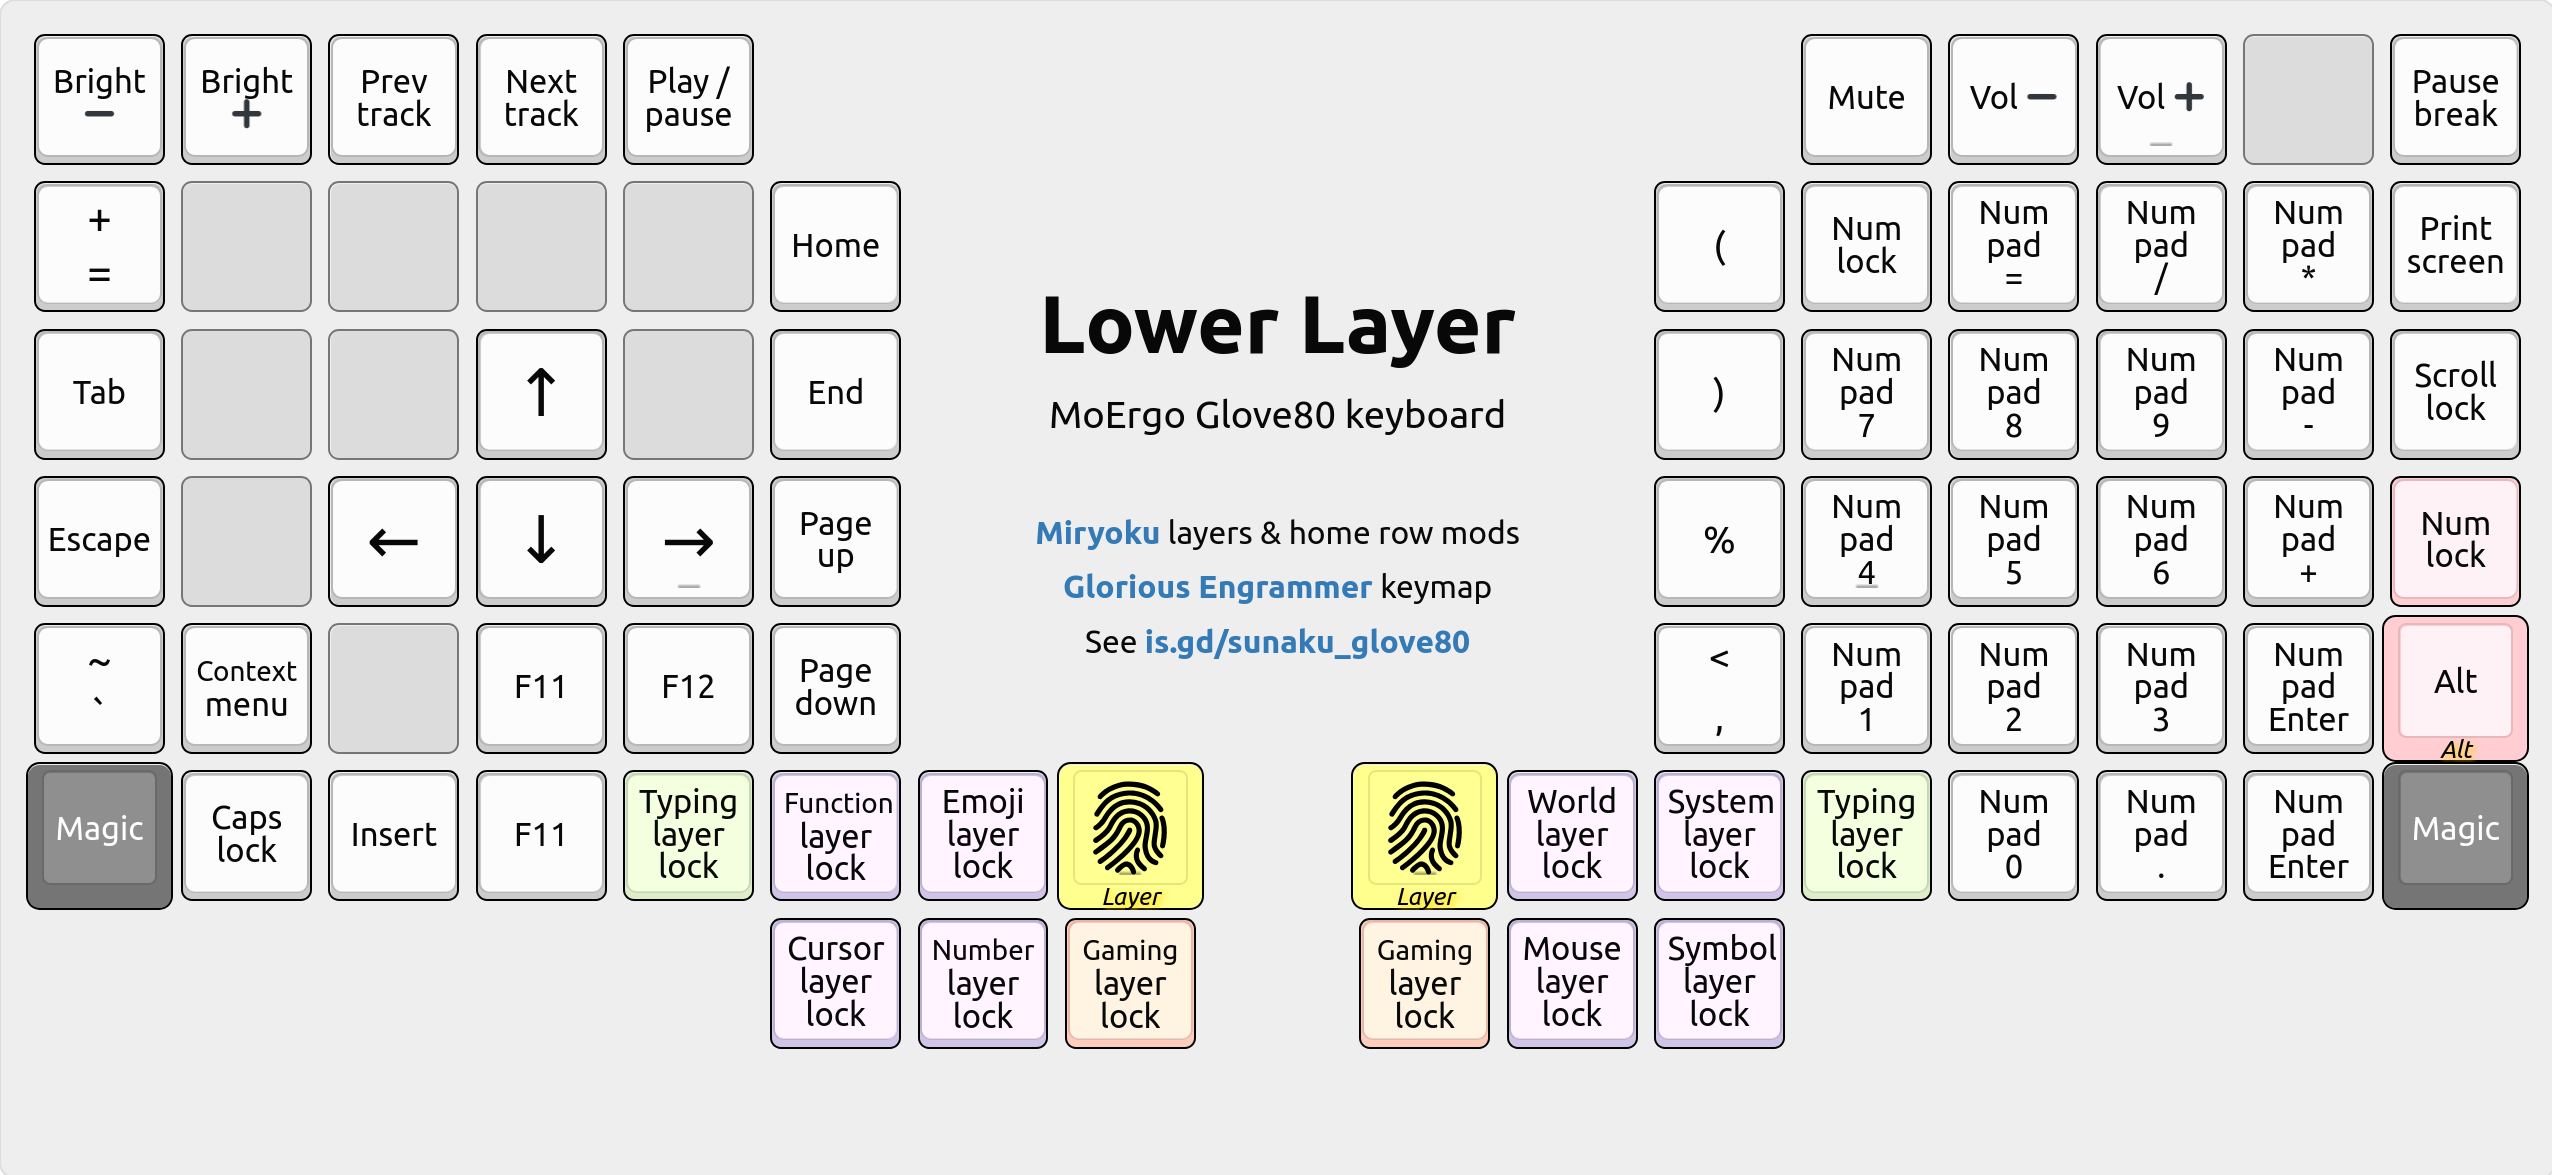 Bright
−
Bright
+
Prev
track
Next
track
Play /
pause
Mute
Vol −
Vol +
_
Pause
break
+
=
Home
(
Num
lock
Num
pad
=
Num
pad
/
Num
pad
*
Print
screen
Lower Layer
MoErgo Glove80 keyboard
Tab
↑
End
)
Num
pad
7
Num
pad
8
Num
pad
9
Num
pad
-
Scroll
lock
Miryoku layers & home row mods
Glorious Engrammer keymap
See is.gd/sunaku_glove80
Escape
←
↓
→
_
Page
up
%
Num
pad
4
_
Num
pad
5
Num
pad
6
Num
pad
+
Num
lock
~
`
Context
menu
F11
F12
Page
down
<
,
Num
pad
1
Num
pad
2
Num
pad
3
Num
pad
Enter
Alt
Alt
Magic
Caps
lock
Insert
F11
Typing
layer
lock
Function
layer
lock
Emoji
layer
lock
Layer
Layer
World
layer
lock
System
layer
lock
Typing
layer
lock
Num
pad
0
Num
pad
.
Num
pad
Enter
Magic
Cursor
layer
lock
Number
layer
lock
Gaming
layer
lock
Gaming
layer
lock
Mouse
layer
lock
Symbol
layer
lock